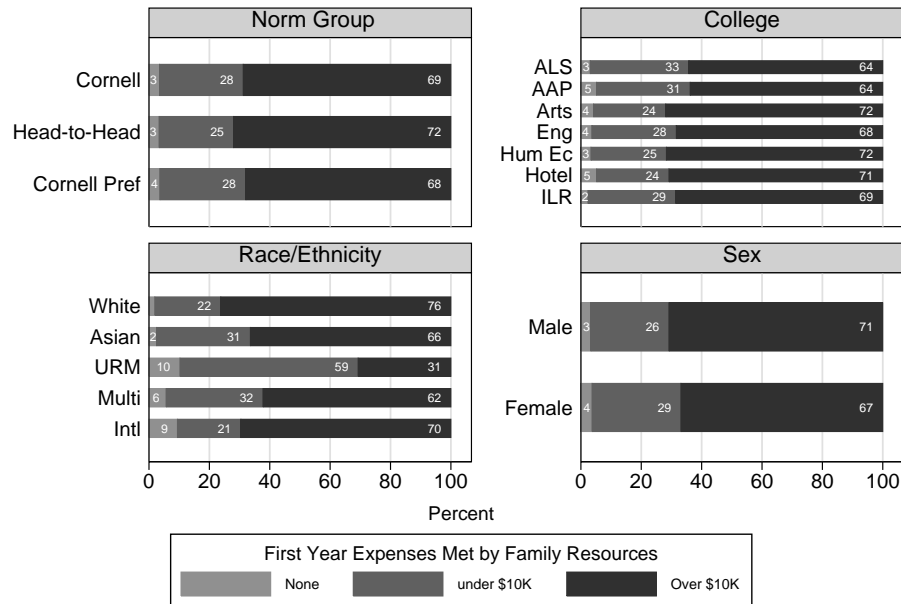 Norm Group
Cornell 3 28 69
Head-to-Head 3 25 72
Cornell Pref 4 28 68
College
ALS 3 33 64
AAP 5 31 64
Arts 4 24 72
Eng 4 28 68
Hum Ec 3 25 72
Hotel 5 24 71
ILR 2 29 69
Race/Ethnicity
White 22 76
Asian 2 31 66
URM 10 59 31
Multi 6 32 62
Intl 9 21 70
0 20 40 60 80 100
Sex
Male 3 26 71
Female 4 29 67
0 20 40 60 80 100
Percent
First Year Expenses Met by Family Resources
None under $10K Over $10K